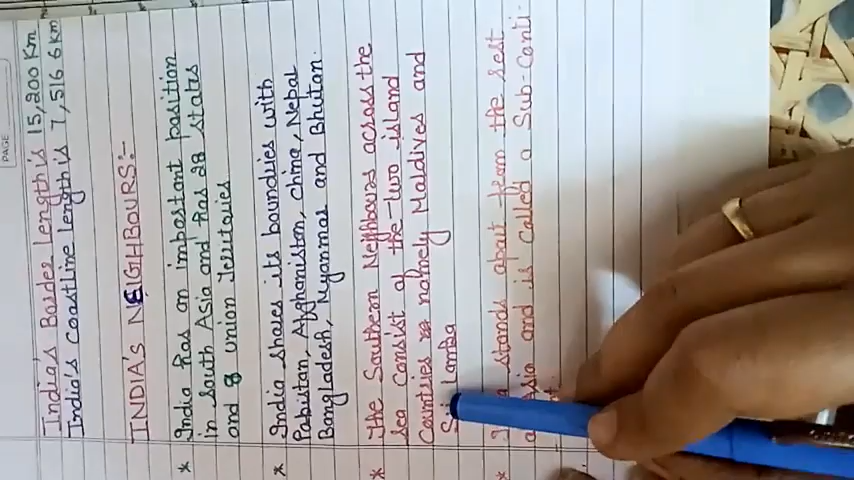 PAGE
India's Border Length is 15,200 Km
India's Coastline length is 7,516.6 km
INDIA'S NEIGHBOURS:-
* India has an important position
in South Asia and has 28 states
and 8 union Territories
* India shares its boundries with
Pakistan, Afghanistan, China, Nepal
Bangladesh, Myanmar and Bhutan.
* The Southern Neighbours across the
sea consist of the two island
Countries namely Maldives and
Sri Lanka
* stands apart from the rest
Asia and is called a Sub-Conti-